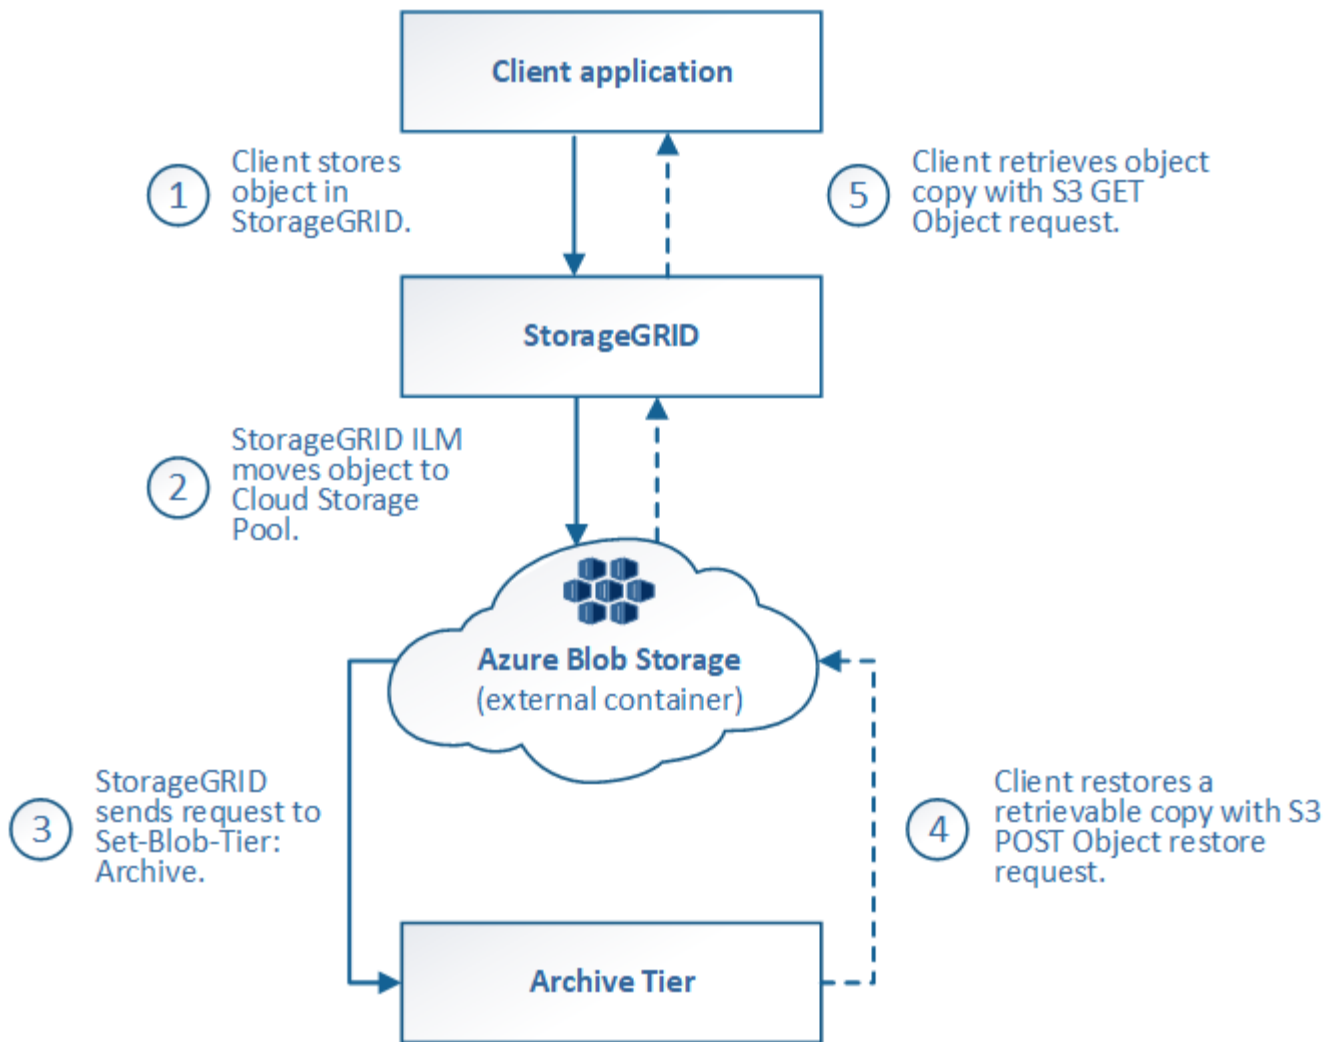 Client application
1
Client stores
object in
StorageGRID.
5
Client retrieves object
copy with S3 GET
Object request.
StorageGRID
2
StorageGRID ILM
moves object to
Cloud Storage
Pool.
Azure Blob Storage
(external container)
3
StorageGRID
sends request to
Set-Blob-Tier:
Archive.
4
Client restores a
retrievable copy with S3
POST Object restore
request.
Archive Tier